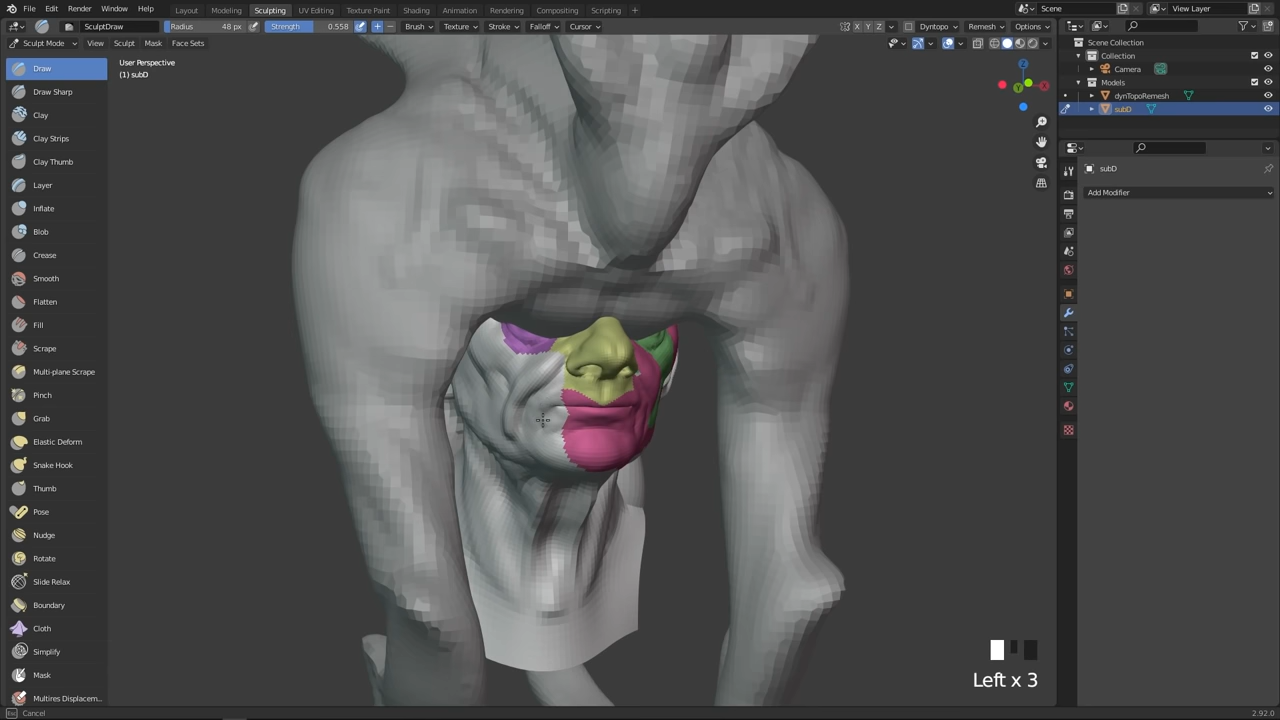 File Edit Render Window Help Layout Modeling Sculpting UV Editing Texture Paint Shading Animation Rendering Compositing Scripting + Scene View Layer
SculptDraw Radius 48 px Strength 0.558 Brush Texture Stroke Falloff Cursor X Y Z Dyntopo Remesh Options
Sculpt Mode View Sculpt Mask Face Sets
Scene Collection
Collection
Camera
Models
dynTopoRemesh
subD
User Perspective
(1) subD
Z
Y
X
subD
Add Modifier
Draw
Draw Sharp
Clay
Clay Strips
Clay Thumb
Layer
Inflate
Blob
Crease
Smooth
Flatten
Fill
Scrape
Multi-plane Scrape
Pinch
Grab
Elastic Deform
Snake Hook
Thumb
Pose
Nudge
Rotate
Slide Relax
Boundary
Cloth
Simplify
Mask
Multires Displacem...
Left x 3
Esc Cancel
2.92.0